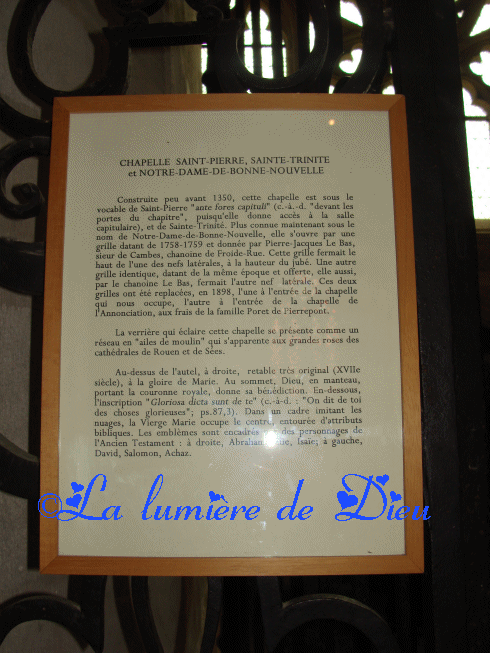 CHAPELLE SAINT-PIERRE, SAINTE-TRINITE
et NOTRE-DAME-DE-BONNE-NOUVELLE
Construite peu avant 1350, cette chapelle est sous le
vocable de Saint-Pierre "ante fores capituli" (c.-à.-d. "devant les
portes du chapitre", puisqu'elle donne accès à la salle
capitulaire), et de Sainte-Trinité. Plus connue maintenant sous le
nom de Notre-Dame-de-Bonne-Nouvelle, elle s'ouvre par une
grille datant de 1758-1759 et donnée par Pierre-Jacques Le Bas,
sieur de Cambes, chanoine de Froide-Rue. Cette grille fermait le
haut de l'une des nefs latérales, à la hauteur du jubé. Une autre
grille identique, datant de la même époque et offerte, elle aussi,
par le chanoine Le Bas, fermait l'autre nef latérale. Ces deux
grilles ont été replacées, en 1898, l'une à l'entrée de la chapelle
qui nous occupe, l'autre à l'entrée de la chapelle de
l'Annonciation, aux frais de la famille Poret de Pierrepont.
La verrière qui éclaire cette chapelle se présente comme un
réseau en "ailes de moulin" qui s'apparente aux grandes roses des
cathédrales de Rouen et de Sées.
Au-dessus de l'autel, à droite, retable très original (XVIIe
siècle), à la gloire de Marie. Au sommet, Dieu, en manteau,
portant la couronne royale, donne sa bénédiction. En-dessous,
l'inscription "Gloriosa dicta sunt de te" (c.-à-d. : "On dit de toi
des choses glorieuses"; ps.87,3). Dans un cadre imitant les
nuages, la Vierge Marie occupe le centre, entourée d'attributs
bibliques. Les emblèmes sont encadrés par des personnages de
l'Ancien Testament : à droite, Abraham, Elie, Isaïe; à gauche,
David, Salomon, Achaz.
©La lumière de Dieu